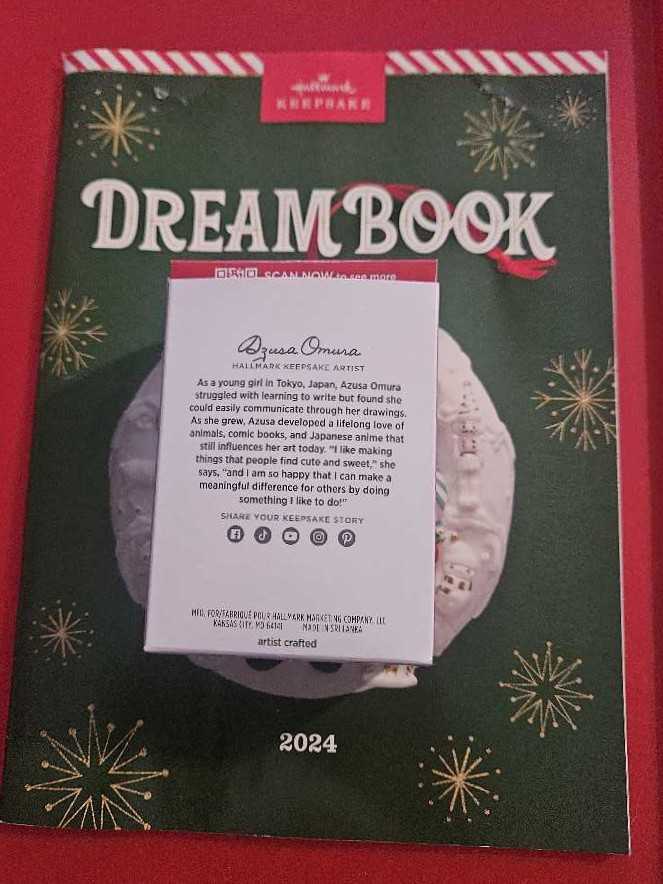 Hallmark
KEEPSAKE
DREAM BOOK
SCAN NOW to see more
Azusa Omura
HALLMARK KEEPSAKE ARTIST
As a young girl in Tokyo, Japan, Azusa Omura
struggled with learning to write but found she
could easily communicate through her drawings.
As she grew, Azusa developed a lifelong love of
animals, comic books, and Japanese anime that
still influences her art today. "I like making
things that people find cute and sweet," she
says, "and I am so happy that I can make a
meaningful difference for others by doing
something I like to do!"
SHARE YOUR KEEPSAKE STORY
MFG. FOR/FABRIQUÉ POUR HALLMARK MARKETING COMPANY, LLC
KANSAS CITY, MO 64141 MADE IN SRI LANKA
artist crafted
2024